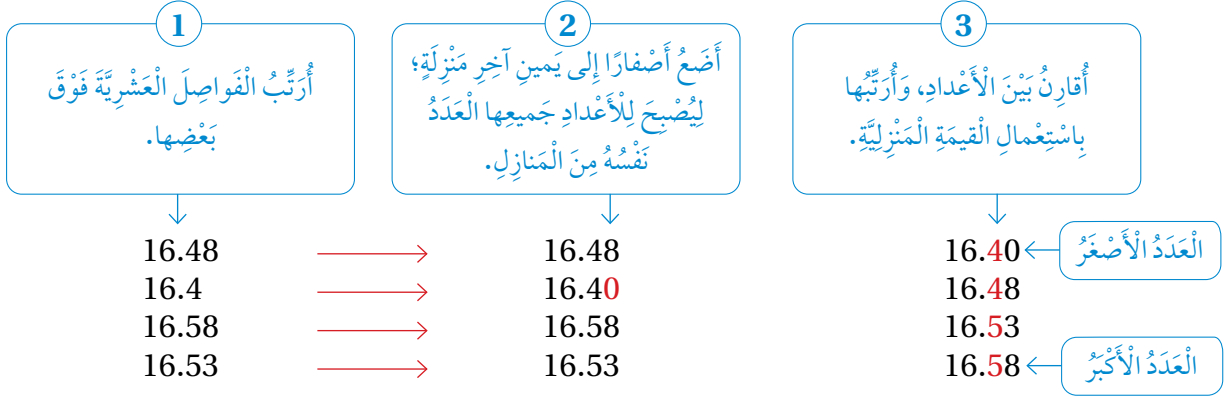 1
أُرَتِّبُ الْفَواصِلَ الْعَشْرِيَّةَ فَوْقَ
بَعْضِها.
2
أَضَعُ أَصْفارًا إِلى يَمينِ آخِرِ مَنْزِلَةٍ؛
لِيُصْبِحَ لِلْأَعْدادِ جَميعِها الْعَدَدُ
نَفْسُهُ مِنَ الْمَنازِلِ.
3
أُقارِنُ بَيْنَ الْأَعْدادِ، وَأُرَتِّبُها
بِاسْتِعْمالِ الْقيمَةِ الْمَنْزِلِيَّةِ.
16.48 16.48 16.40 الْعَدَدُ الْأَصْغَرُ
16.4 16.40 16.48
16.58 16.58 16.53
16.53 16.53 16.58 الْعَدَدُ الْأَكْبَرُ